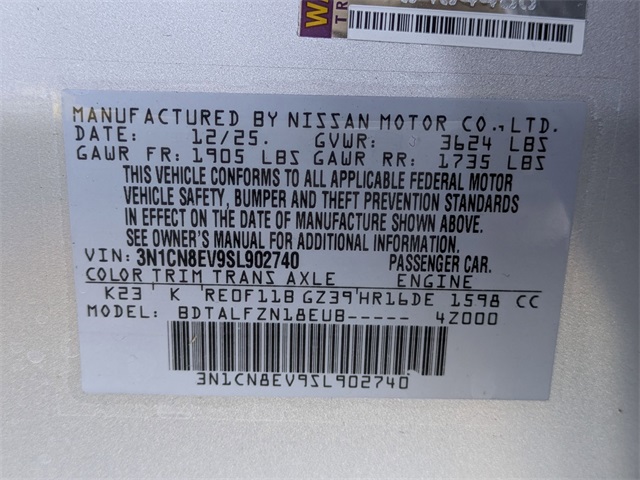 WA
TR
MANUFACTURED BY NISSAN MOTOR CO., LTD.
DATE: 12/25. GVWR: 3624 LBS
GAWR FR: 1905 LBS GAWR RR: 1735 LBS
THIS VEHICLE CONFORMS TO ALL APPLICABLE FEDERAL MOTOR
VEHICLE SAFETY, BUMPER AND THEFT PREVENTION STANDARDS
IN EFFECT ON THE DATE OF MANUFACTURE SHOWN ABOVE.
SEE OWNER'S MANUAL FOR ADDITIONAL INFORMATION.
VIN: 3N1CN8EV9SL902740 PASSENGER CAR.
COLOR TRIM TRANS AXLE ENGINE
K23 K RE0F11B GZ39 HR16DE 1598 CC
MODEL: BDTALFZN18EUB----- 4Z000
3N1CN8EV9SL902740